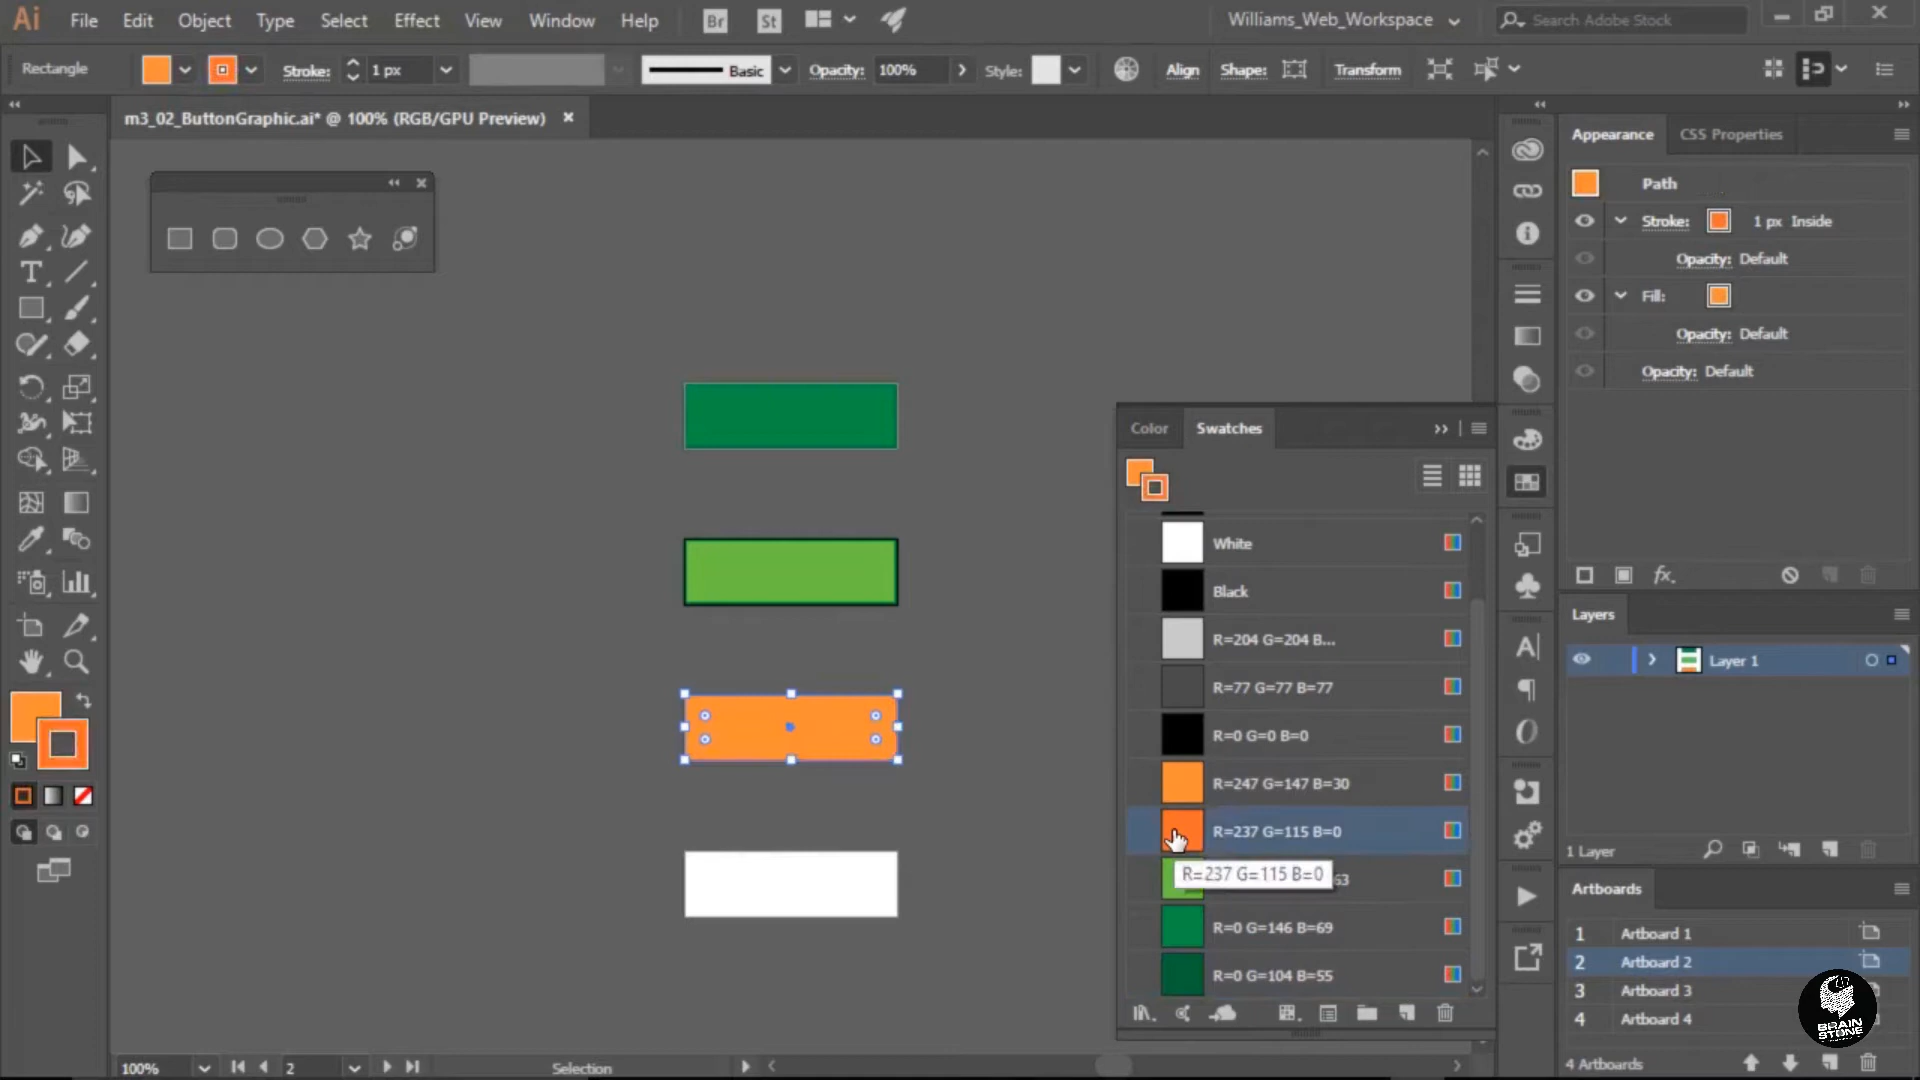 Ai File Edit Object Type Select Effect View Window Help Br St Williams_Web_Workspace Search Adobe Stock
Rectangle Stroke: 1 px Basic Opacity: 100% Style: Align Shape: Transform
m3_02_ButtonGraphic.ai* @ 100% (RGB/GPU Preview)
Appearance CSS Properties
Path
Stroke: 1 px Inside
Opacity: Default
Fill:
Opacity: Default
Opacity: Default
fx.
Color Swatches
White
Black
R=204 G=204 B...
R=77 G=77 B=77
R=0 G=0 B=0
R=247 G=147 B=30
R=237 G=115 B=0
R=237 G=115 B=0
63
R=0 G=146 B=69
R=0 G=104 B=55
Layers
Layer 1
1 Layer
Artboards
1 Artboard 1
2 Artboard 2
3 Artboard 3
4 Artboard 4
4 Artboards
100% 2 Selection
BRAIN
STONE